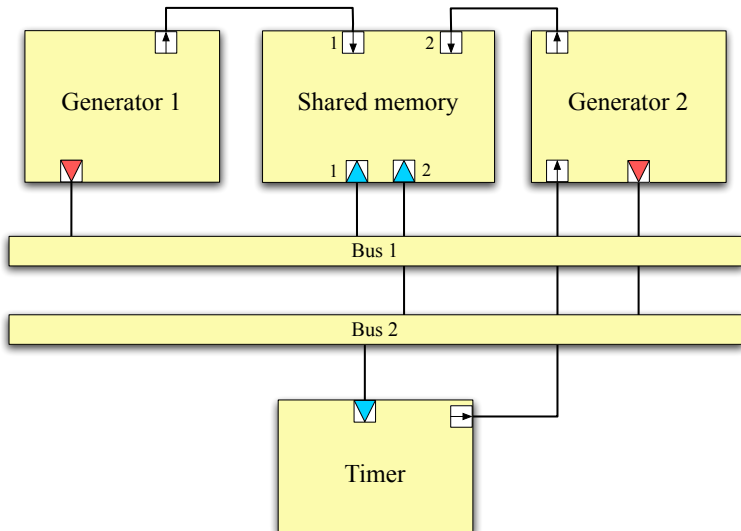 1
2
Generator 1
Shared memory
Generator 2
1
2
Bus 1
Bus 2
Timer